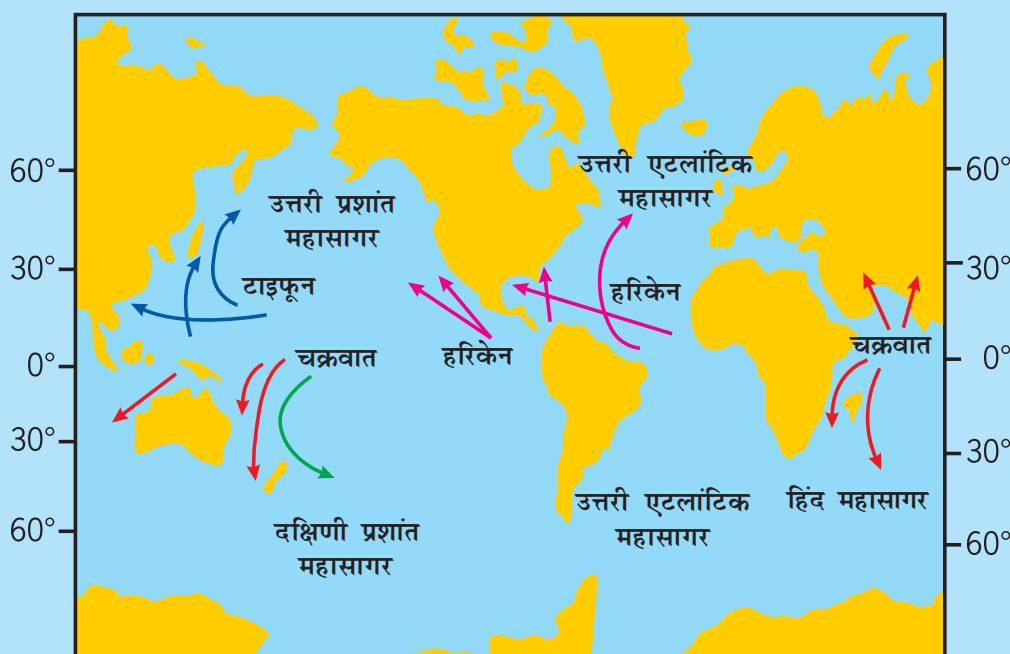 उत्तरी एटलांटिक
महासागर
60°
60°
उत्तरी प्रशांत
महासागर
30°
30°
टाइफून
हरिकेन
हरिकेन
चक्रवात
चक्रवात
0°
0°
30°
30°
उत्तरी एटलांटिक
महासागर
हिंद महासागर
दक्षिणी प्रशांत
महासागर
60°
60°